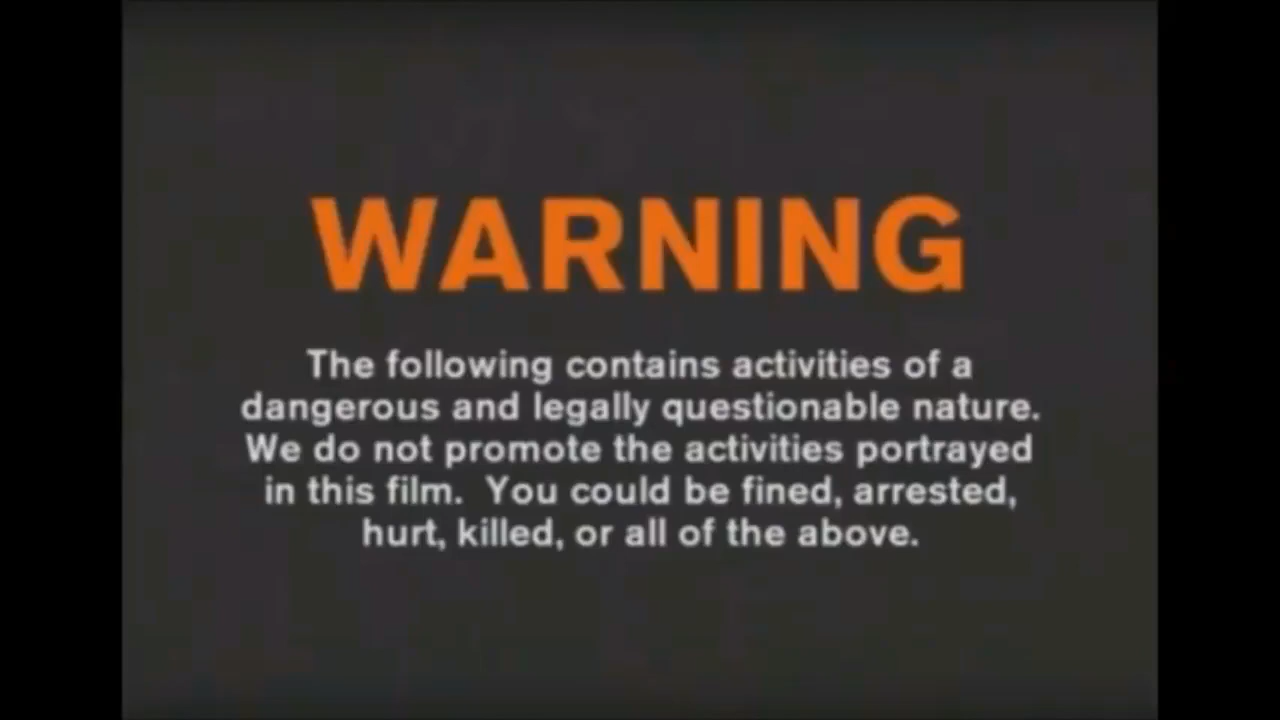 WARNING
The following contains activities of a
dangerous and legally questionable nature.
We do not promote the activities portrayed
in this film.  You could be fined, arrested,
hurt, killed, or all of the above.